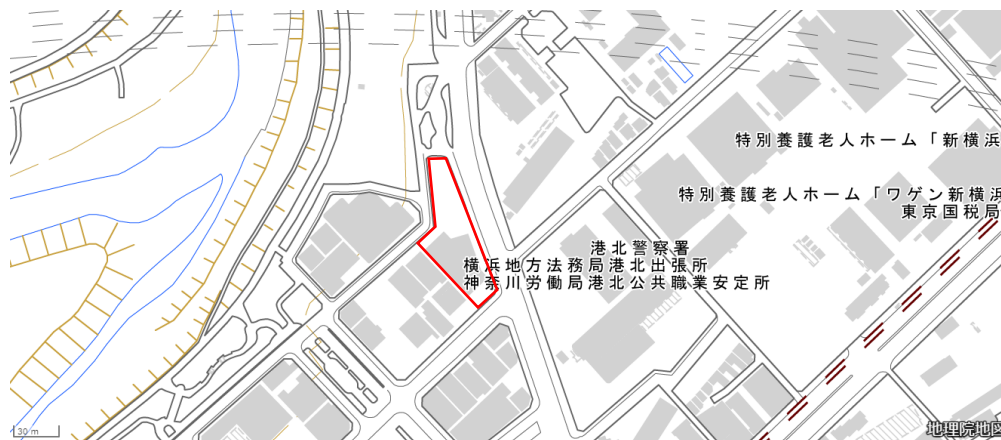 特別養護老人ホーム「新横浜
特別養護老人ホーム「ワゲン新横浜
東京国税局
港北警察署
横浜地方法務局港北出張所
神奈川労働局港北公共職業安定所
30 m
地理院地図